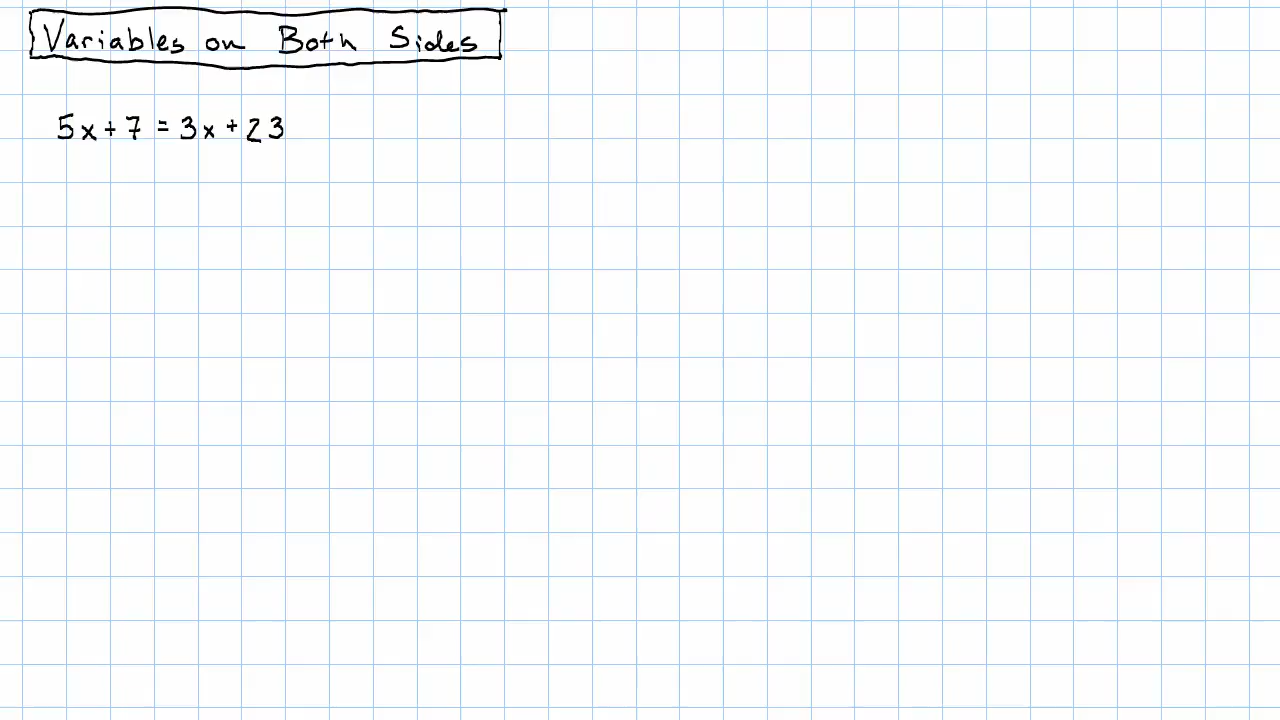 Variables on Both Sides
5x + 7 = 3x + 23